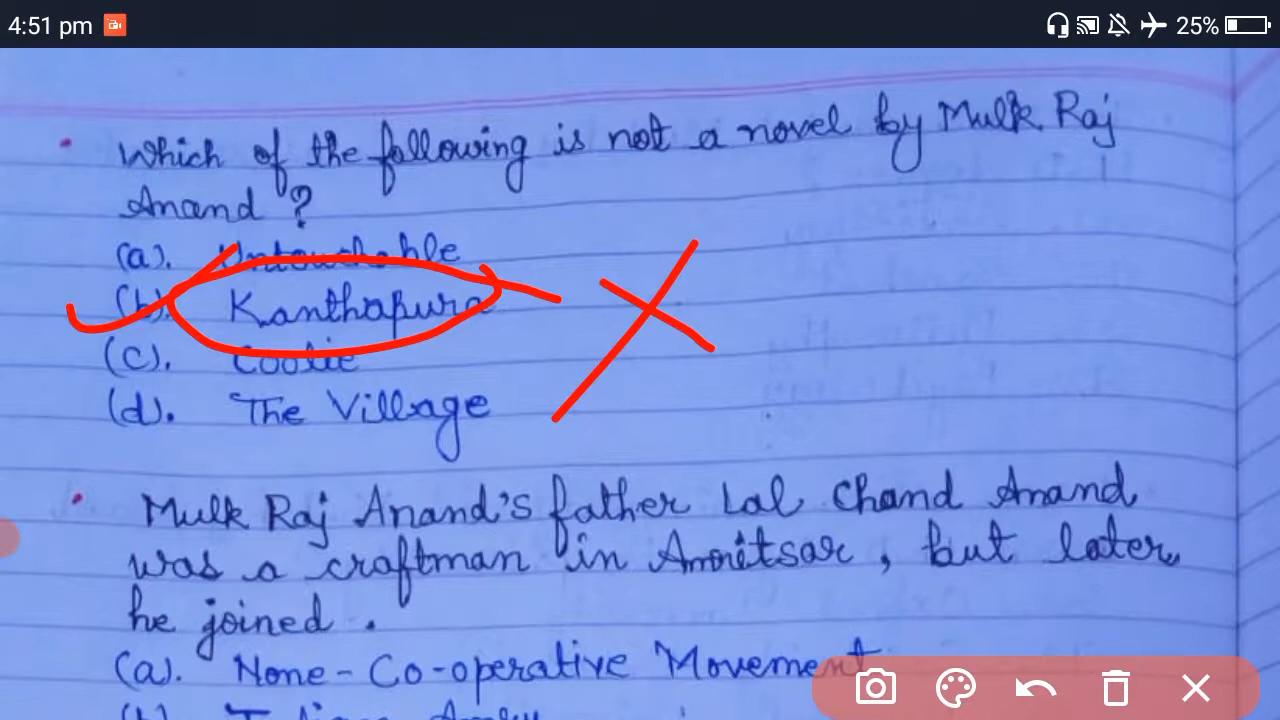 4:51 pm 25%
Which of the following is not a novel by Mulk Raj
Anand ?
(a). Untouchable
(b). Kanthapura
(c). Coolie
(d). The Village
Mulk Raj Anand's father Lal Chand Anand
was a craftman in Amritsar, but later
he joined .
(a). None-Co-operative Movement
(b). Indian Army